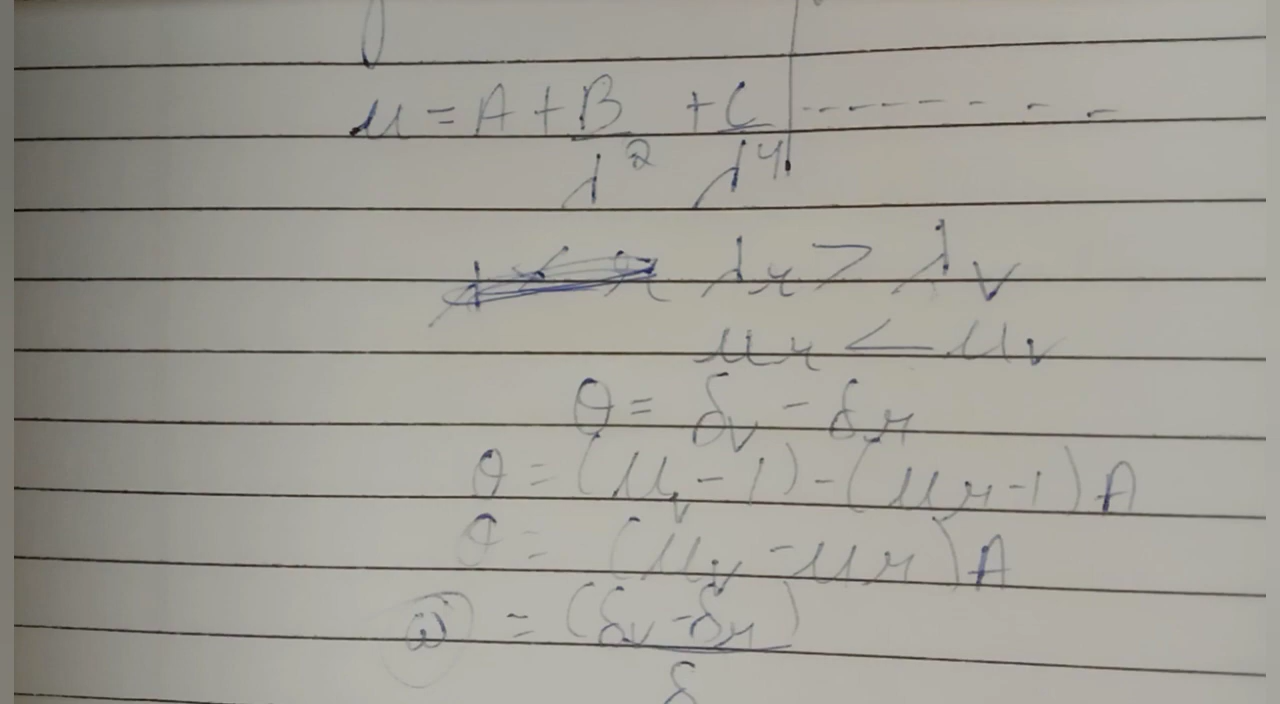 μ = A + B/λ² + C/λ⁴ --------
λr > λv
μr < μv
θ = δv - δr
θ = (μv - 1) - (μr - 1) A
θ = (μv - μr) A
ω = (δv - δr)/δ